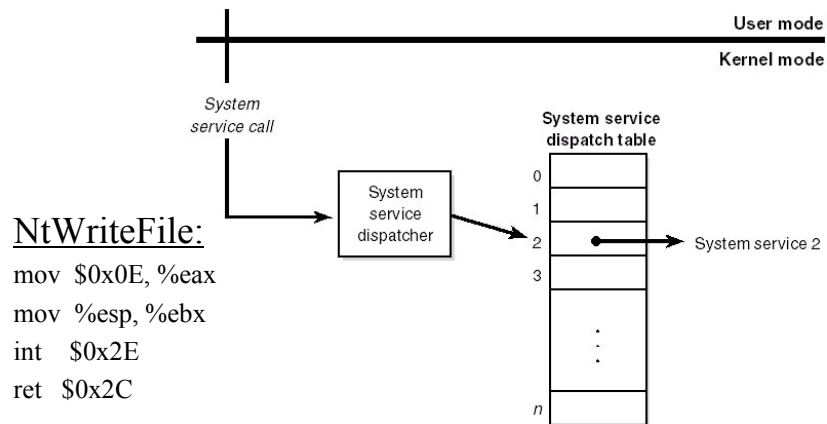 User mode
Kernel mode
System
service call
System service
dispatch table
0
1
System
service
dispatcher
2
System service 2
3
n
NtWriteFile:
mov $0x0E, %eax
mov %esp, %ebx
int $0x2E
ret $0x2C